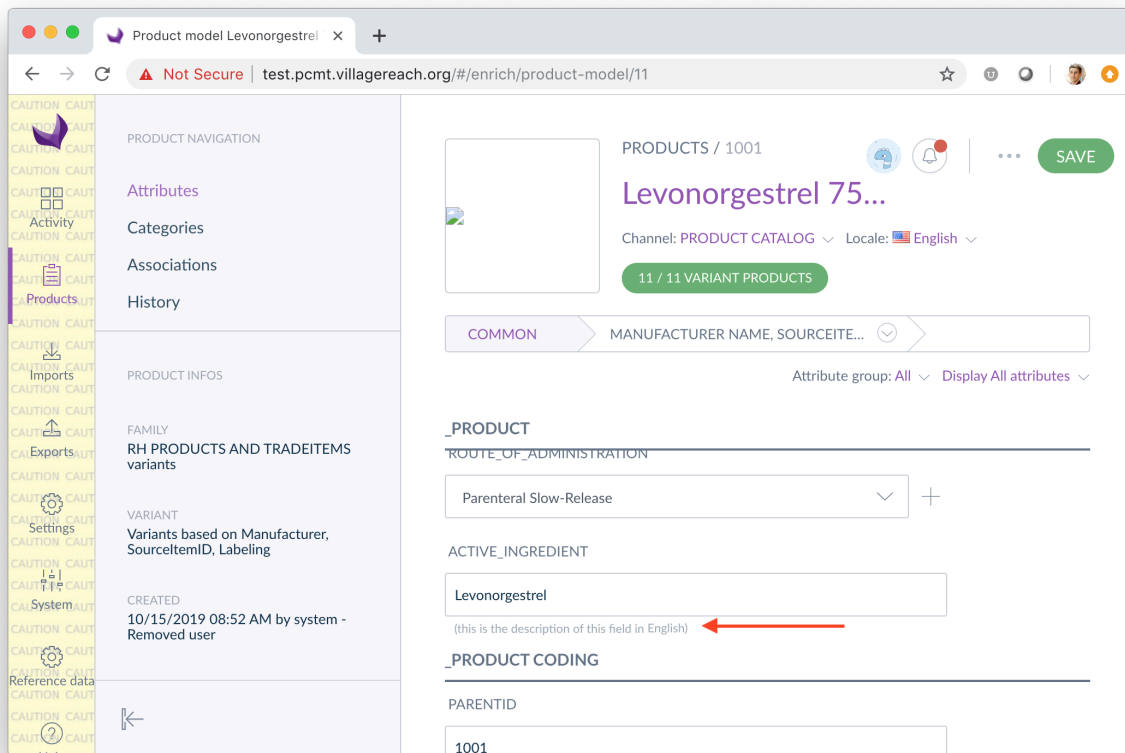 Product model Levonorgestrel
Not Secure | test.pcmt.villagereach.org/#/enrich/product-model/11
CAUTION CAUT
Activity
Products
Imports
Exports
Settings
System
Reference data
PRODUCT NAVIGATION
Attributes
Categories
Associations
History
PRODUCT INFOS
FAMILY
RH PRODUCTS AND TRADEITEMS
variants
VARIANT
Variants based on Manufacturer,
SourceItemID, Labeling
CREATED
10/15/2019 08:52 AM by system -
Removed user
PRODUCTS / 1001
SAVE
Levonorgestrel 75...
Channel: PRODUCT CATALOG Locale: English
11 / 11 VARIANT PRODUCTS
COMMON MANUFACTURER NAME, SOURCEITE...
Attribute group: All Display All attributes
_PRODUCT
ROUTE_OF_ADMINISTRATION
Parenteral Slow-Release
ACTIVE_INGREDIENT
Levonorgestrel
(this is the description of this field in English)
_PRODUCT CODING
PARENTID
1001